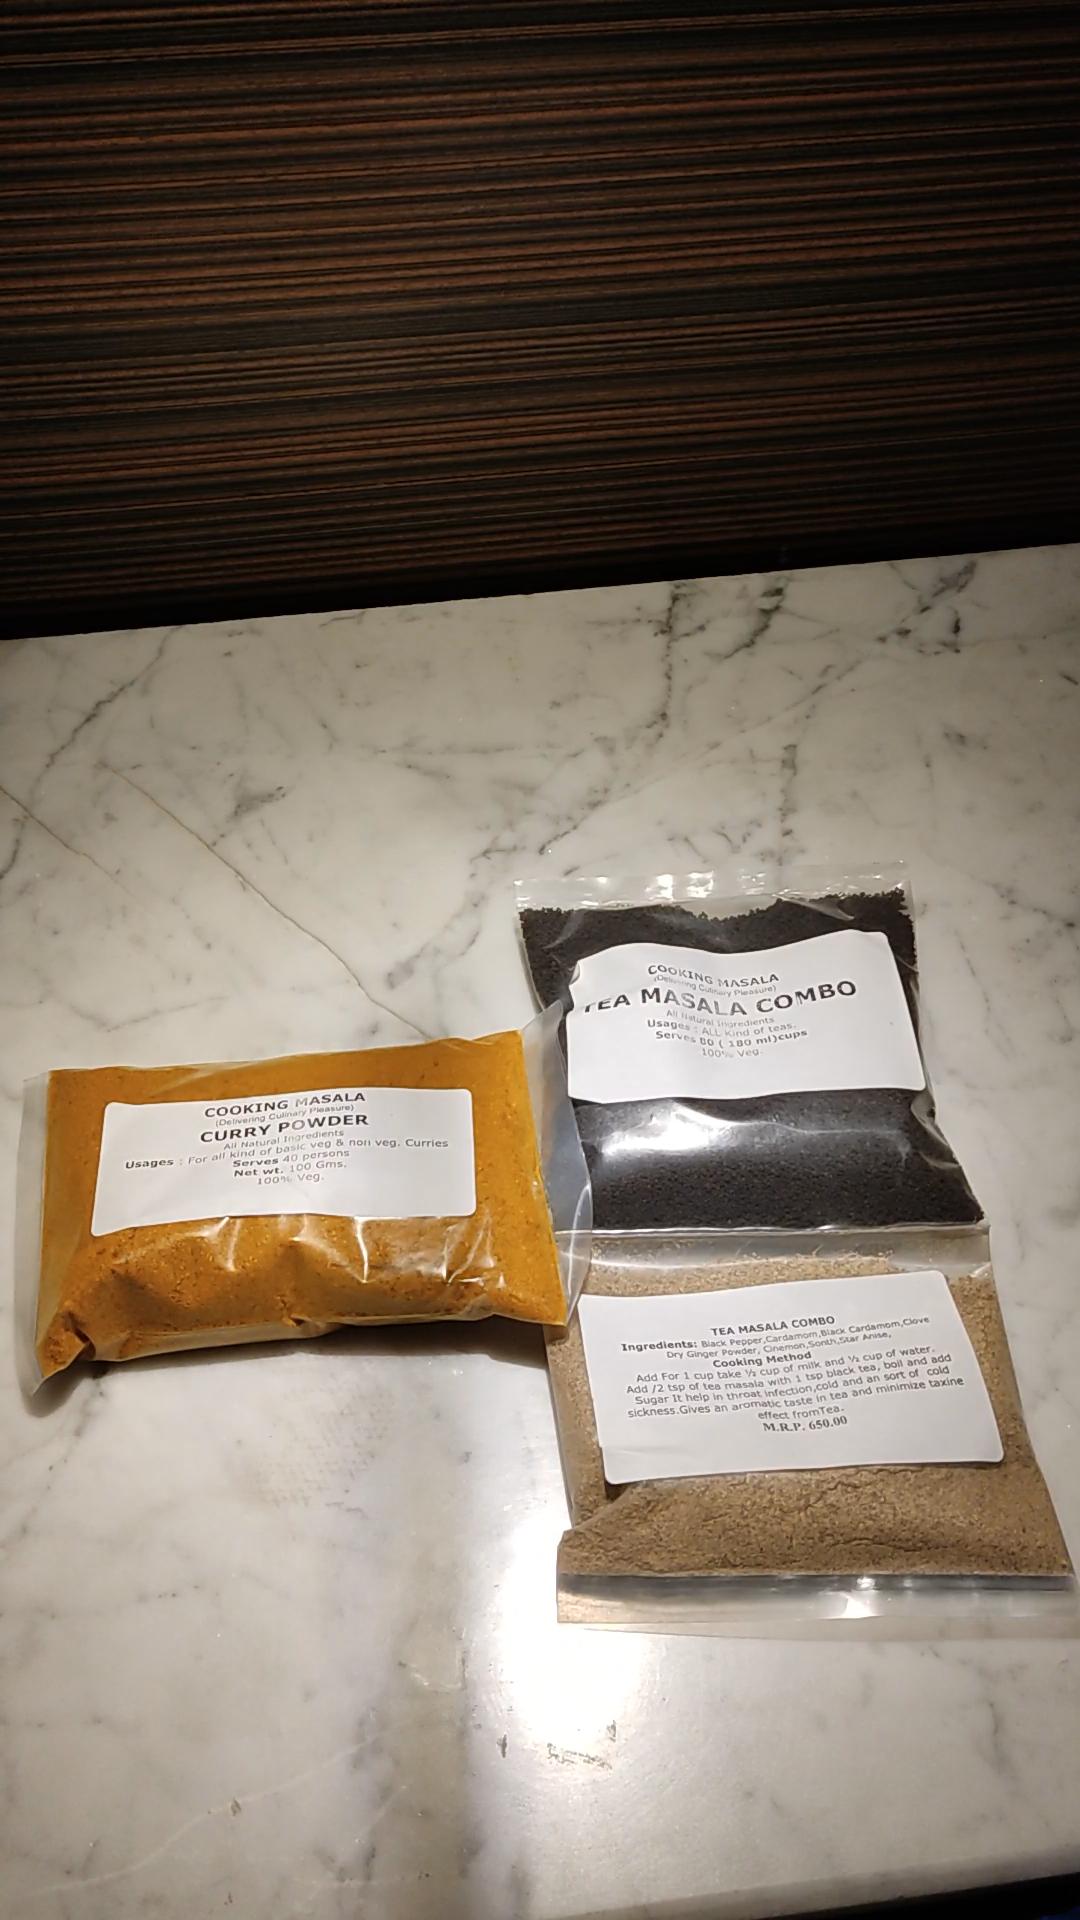 COOKING MASALA
(Delivering Culinary Pleasure)
CURRY POWDER
All Natural Ingredients
Usages : For all kind of basic veg & non veg. Curries
Serves 40 persons
Net wt. 100 Gms.
100% Veg.
COOKING MASALA
(Delivering Culinary Pleasure)
TEA MASALA COMBO
All Natural Ingredients
Usages : ALL Kind of teas.
Serves 80 ( 180 ml)cups
100% Veg.
TEA MASALA COMBO
Ingredients: Black Pepper,Cardamom,Black Cardamom,Clove
Dry Ginger Powder, Cinemon,Sonth,Star Anise,
Cooking Method
Add For 1 cup take ½ cup of milk and ½ cup of water.
Add /2 tsp of tea masala with 1 tsp black tea, boil and add
Sugar It help in throat infection,cold and an sort of cold
sickness.Gives an aromatic taste in tea and minimize taxine
effect fromTea.
M.R.P. 650.00